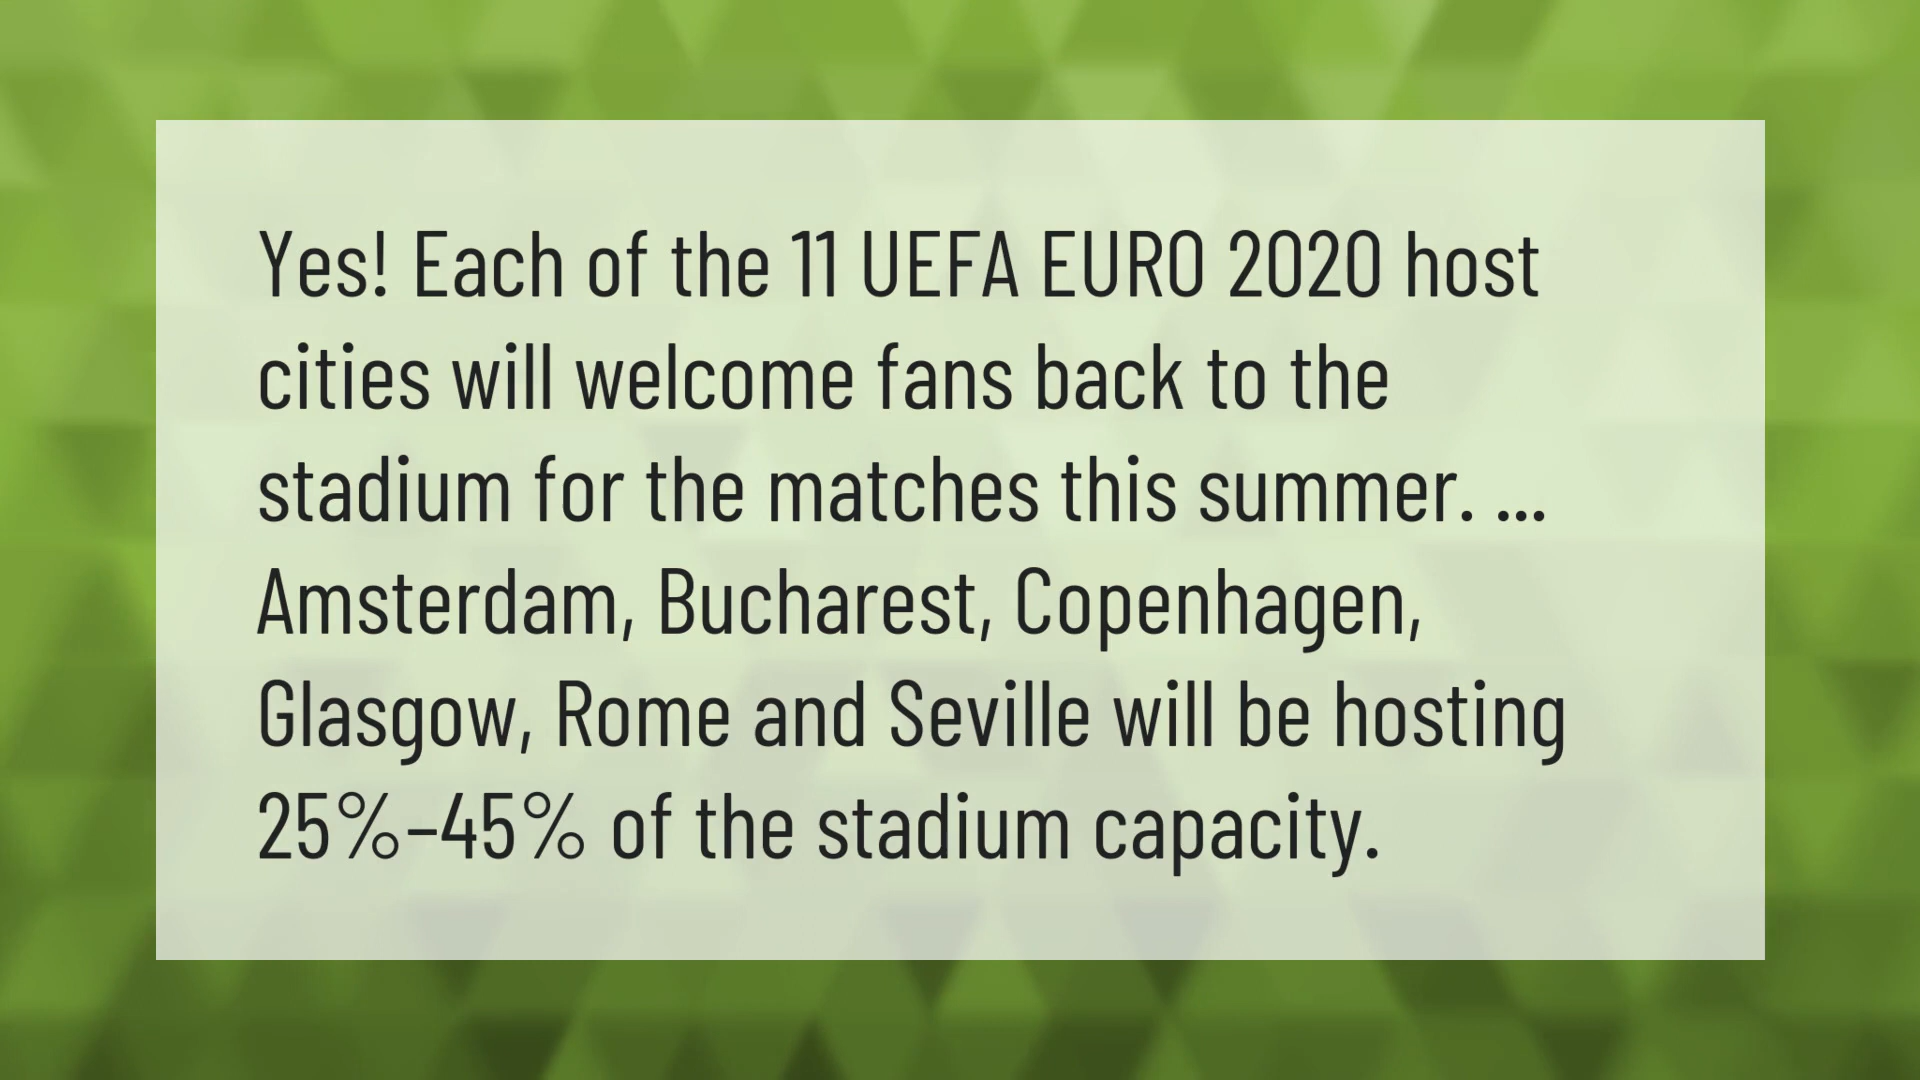 Yes! Each of the 11 UEFA EURO 2020 host
cities will welcome fans back to the
stadium for the matches this summer. ...
Amsterdam, Bucharest, Copenhagen,
Glasgow, Rome and Seville will be hosting
25%–45% of the stadium capacity.